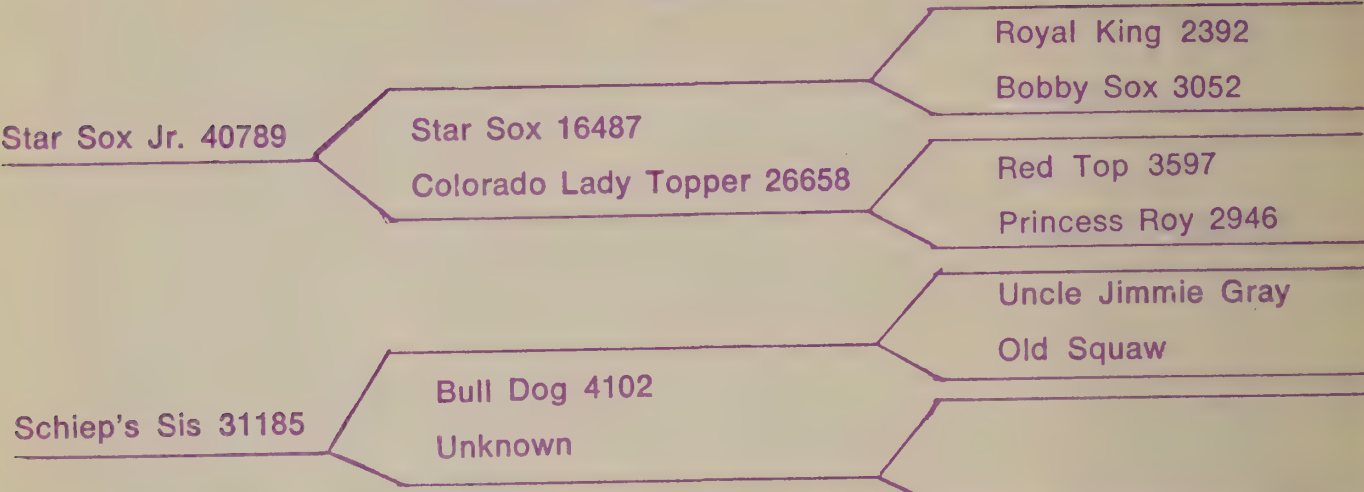 Royal King 2392
Bobby Sox 3052
Star Sox Jr. 40789
Star Sox 16487
Colorado Lady Topper 26658
Red Top 3597
Princess Roy 2946
Uncle Jimmie Gray
Old Squaw
Schiep's Sis 31185
Bull Dog 4102
Unknown